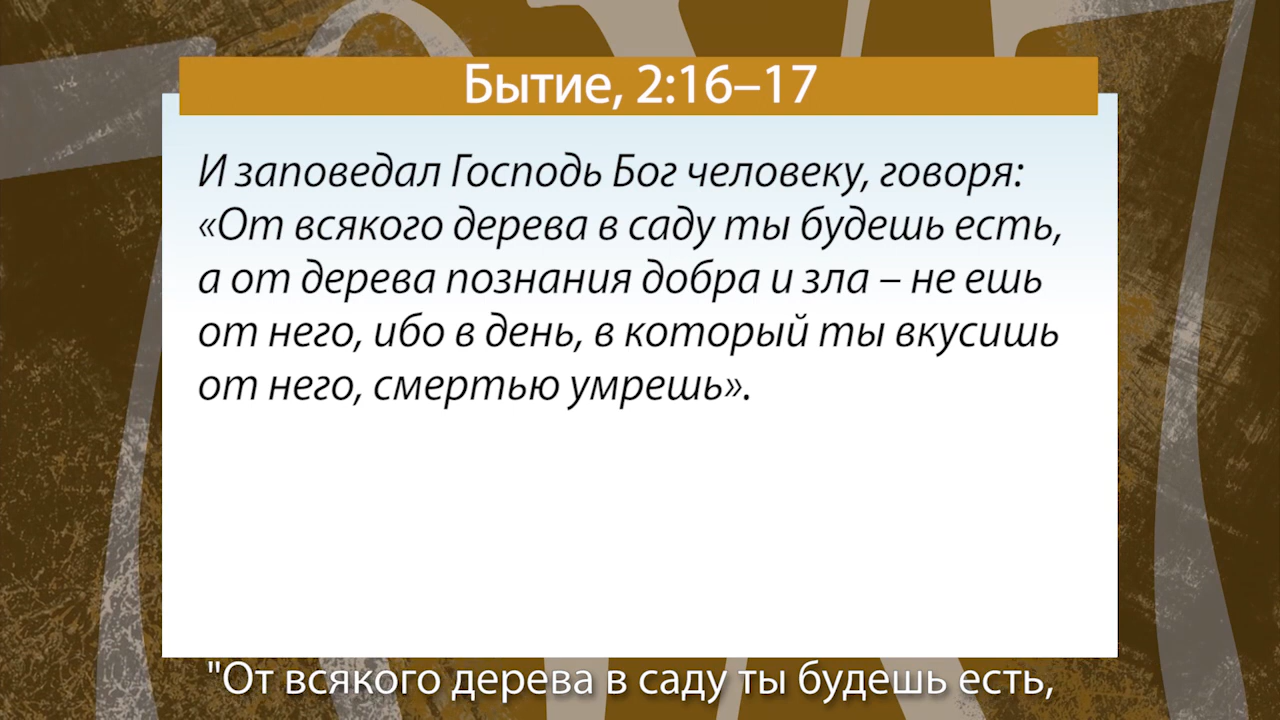 Бытие, 2:16–17
И заповедал Господь Бог человеку, говоря:
«От всякого дерева в саду ты будешь есть,
а от дерева познания добра и зла – не ешь
от него, ибо в день, в который ты вкусишь
от него, смертью умрешь».
"От всякого дерева в саду ты будешь есть,